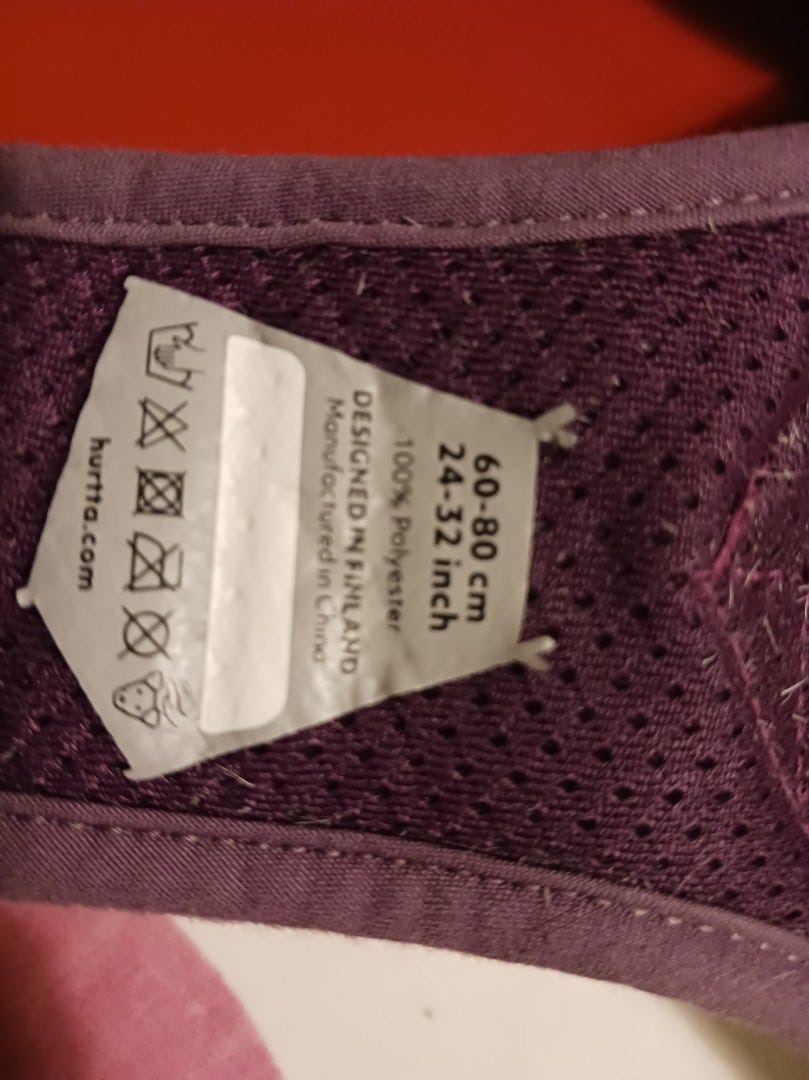 60-80 cm
24-32 inch
100% Polyester
DESIGNED IN FINLAND
Manufactured in China
hurtta.com